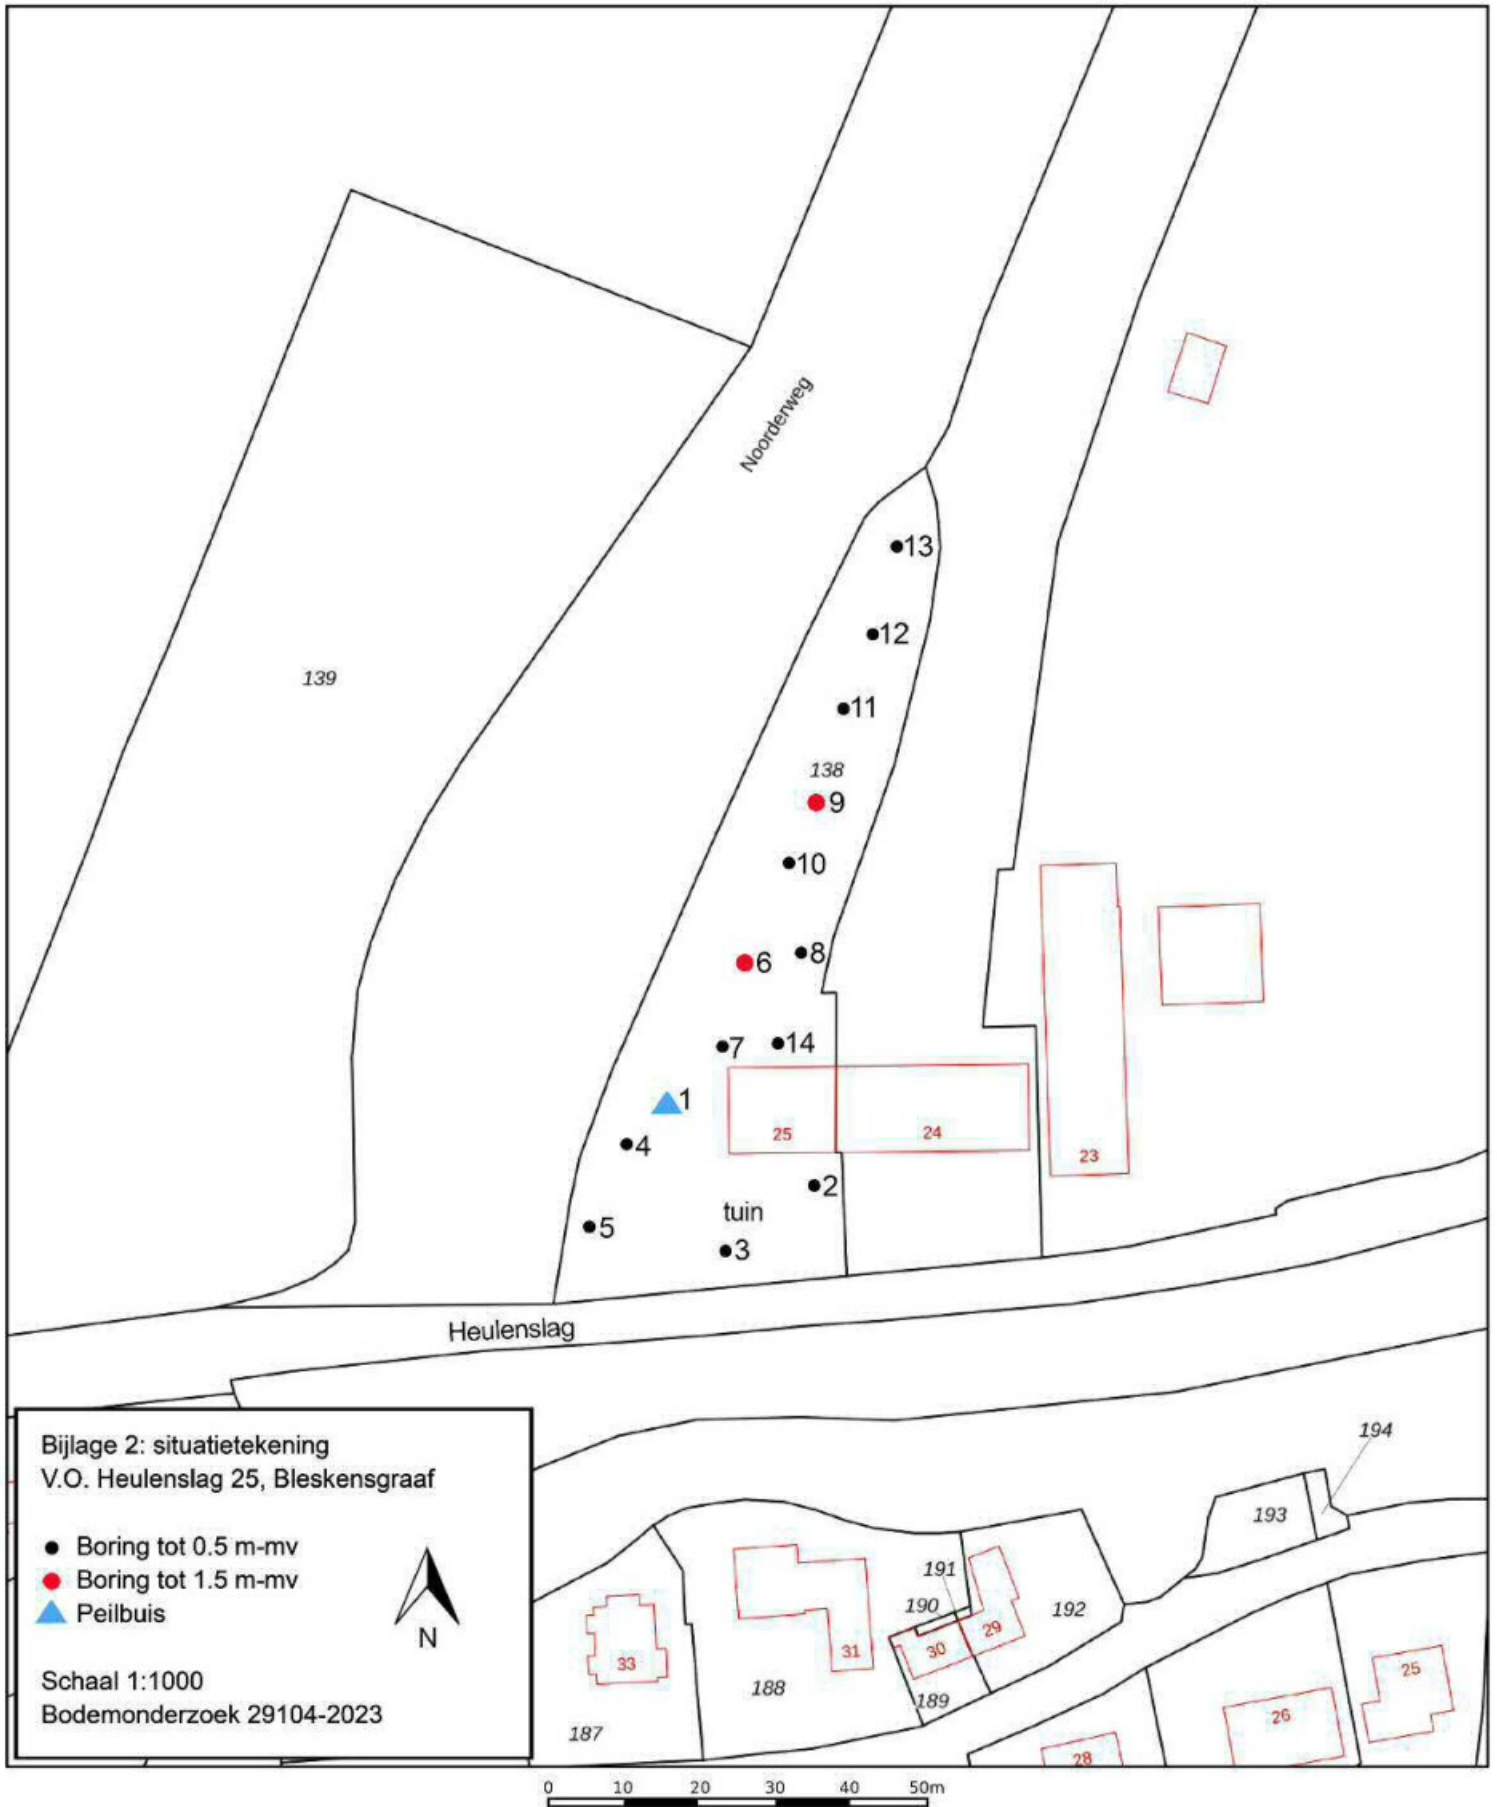 Noorderweg
13
12
139
11
138
9
10
8
6
7
14
1
25
24
4
23
2
tuin
5
3
Heulenslag
Bijlage 2: situatietekening
V.O. Heulenslag 25, Bleskensgraaf
Boring tot 0.5 m-mv
Boring tot 1.5 m-mv
Peilbuis
N
Schaal 1:1000
Bodemonderzoek 29104-2023
194
193
191
190
192
29
30
31
33
189
188
187
25
26
28
0 10 20 30 40 50m